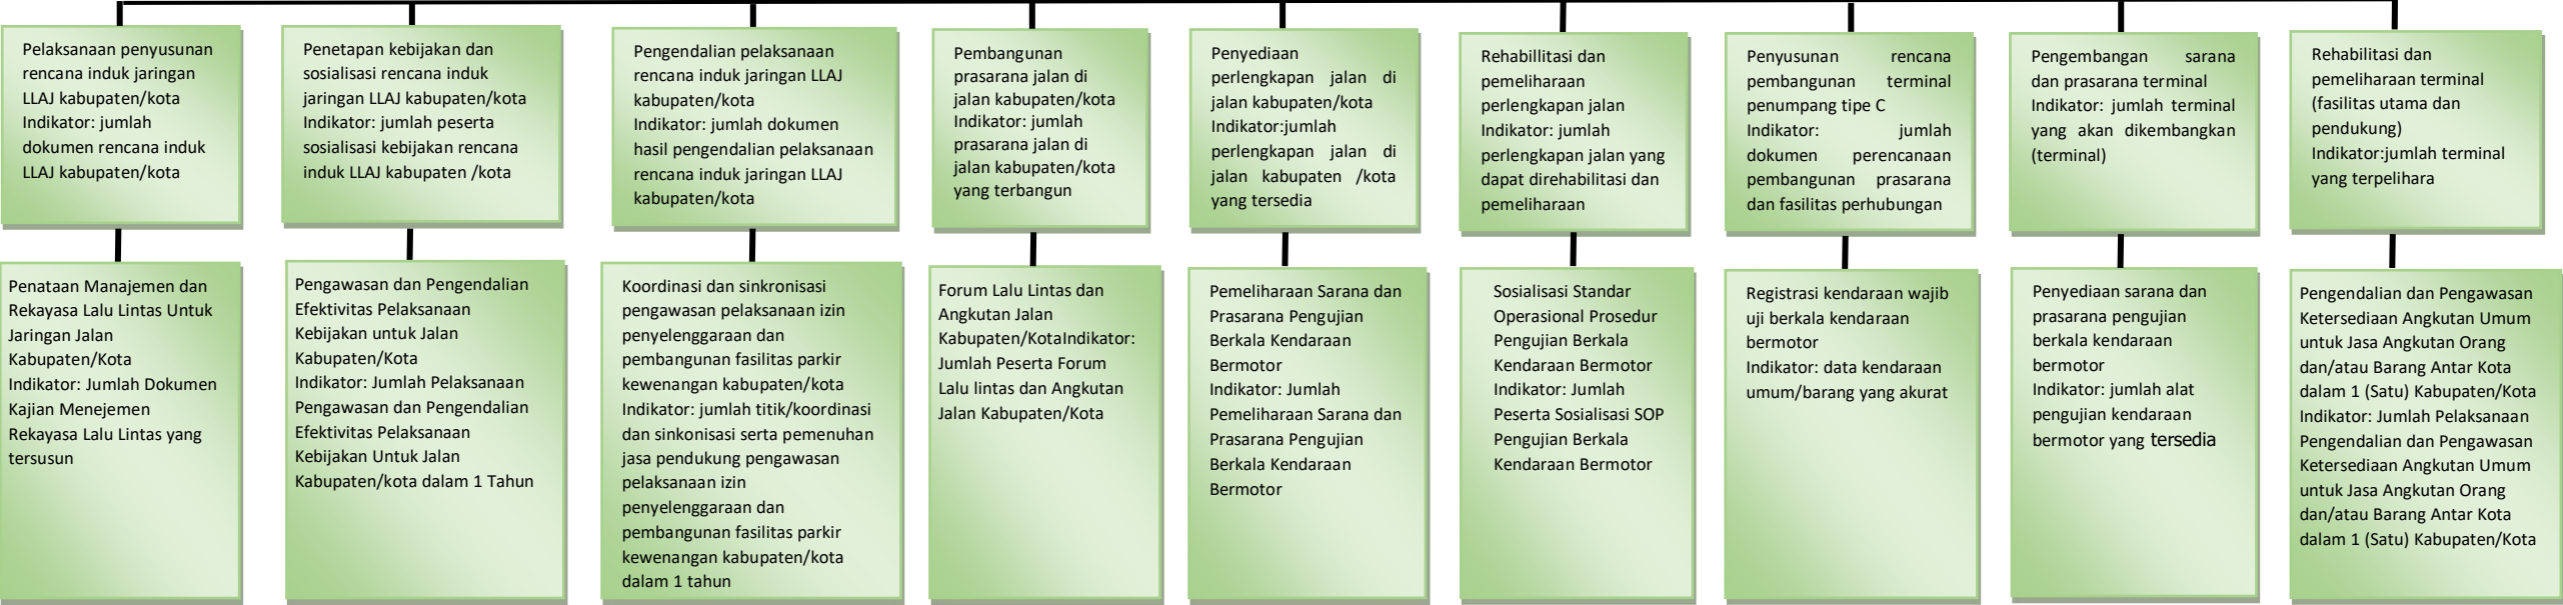 Pelaksanaan penyusunan
rencana induk jaringan
LLAJ kabupaten/kota
Indikator: jumlah
dokumen rencana induk
LLAJ kabupaten/kota
Penetapan kebijakan dan
sosialisasi rencana induk
jaringan LLAJ kabupaten/kota
Indikator: jumlah peserta
sosialisasi kebijakan rencana
induk LLAJ kabupaten /kota
Pengendalian pelaksanaan
rencana induk jaringan LLAJ
kabupaten/kota
Indikator: jumlah dokumen
hasil pengendalian pelaksanaan
rencana induk jaringan LLAJ
kabupaten/kota
Pembangunan
prasarana jalan di
jalan kabupaten/kota
Indikator: jumlah
prasarana jalan di
jalan kabupaten/kota
yang terbangun
Penyediaan
perlengkapan jalan di
jalan kabupaten/kota
Indikator:jumlah
perlengkapan jalan di
jalan kabupaten /kota
yang tersedia
Rehabillitasi dan
pemeliharaan
perlengkapan jalan
Indikator: jumlah
perlengkapan jalan yang
dapat direhabilitasi dan
pemeliharaan
Penyusunan rencana
pembangunan terminal
penumpang tipe C
Indikator: jumlah
dokumen perencanaan
pembangunan prasarana
dan fasilitas perhubungan
Pengembangan sarana
dan prasarana terminal
Indikator: jumlah terminal
yang akan dikembangkan
(terminal)
Rehabilitasi dan
pemeliharaan terminal
(fasilitas utama dan
pendukung)
Indikator:jumlah terminal
yang terpelihara
Penataan Manajemen dan
Rekayasa Lalu Lintas Untuk
Jaringan Jalan
Kabupaten/Kota
Indikator: Jumlah Dokumen
Kajian Menejemen
Rekayasa Lalu Lintas yang
tersusun
Pengawasan dan Pengendalian
Efektivitas Pelaksanaan
Kebijakan untuk Jalan
Kabupaten/Kota
Indikator: Jumlah Pelaksanaan
Pengawasan dan Pengendalian
Efektivitas Pelaksanaan
Kebijakan Untuk Jalan
Kabupaten/kota dalam 1 Tahun
Koordinasi dan sinkronisasi
pengawasan pelaksanaan izin
penyelenggaraan dan
pembangunan fasilitas parkir
kewenangan kabupaten/kota
Indikator: jumlah titik/koordinasi
dan sinkonisasi serta pemenuhan
jasa pendukung pengawasan
pelaksanaan izin
penyelenggaraan dan
pembangunan fasilitas parkir
kewenangan kabupaten/kota
dalam 1 tahun
Forum Lalu Lintas dan
Angkutan Jalan
Kabupaten/KotaIndikator:
Jumlah Peserta Forum
Lalu lintas dan Angkutan
Jalan Kabupaten/Kota
Pemeliharaan Sarana dan
Prasarana Pengujian
Berkala Kendaraan
Bermotor
Indikator: Jumlah
Pemeliharaan Sarana dan
Prasarana Pengujian
Berkala Kendaraan
Bermotor
Sosialisasi Standar
Operasional Prosedur
Pengujian Berkala
Kendaraan Bermotor
Indikator: Jumlah
Peserta Sosialisasi SOP
Pengujian Berkala
Kendaraan Bermotor
Registrasi kendaraan wajib
uji berkala kendaraan
bermotor
Indikator: data kendaraan
umum/barang yang akurat
Penyediaan sarana dan
prasarana pengujian
berkala kendaraan
bermotor
Indikator: jumlah alat
pengujian kendaraan
bermotor yang tersedia
Pengendalian dan Pengawasan
Ketersediaan Angkutan Umum
untuk Jasa Angkutan Orang
dan/atau Barang Antar Kota
dalam 1 (Satu) Kabupaten/Kota
Indikator: Jumlah Pelaksanaan
Pengendalian dan Pengawasan
Ketersediaan Angkutan Umum
untuk Jasa Angkutan Orang
dan/atau Barang Antar Kota
dalam 1 (Satu) Kabupaten/Kota